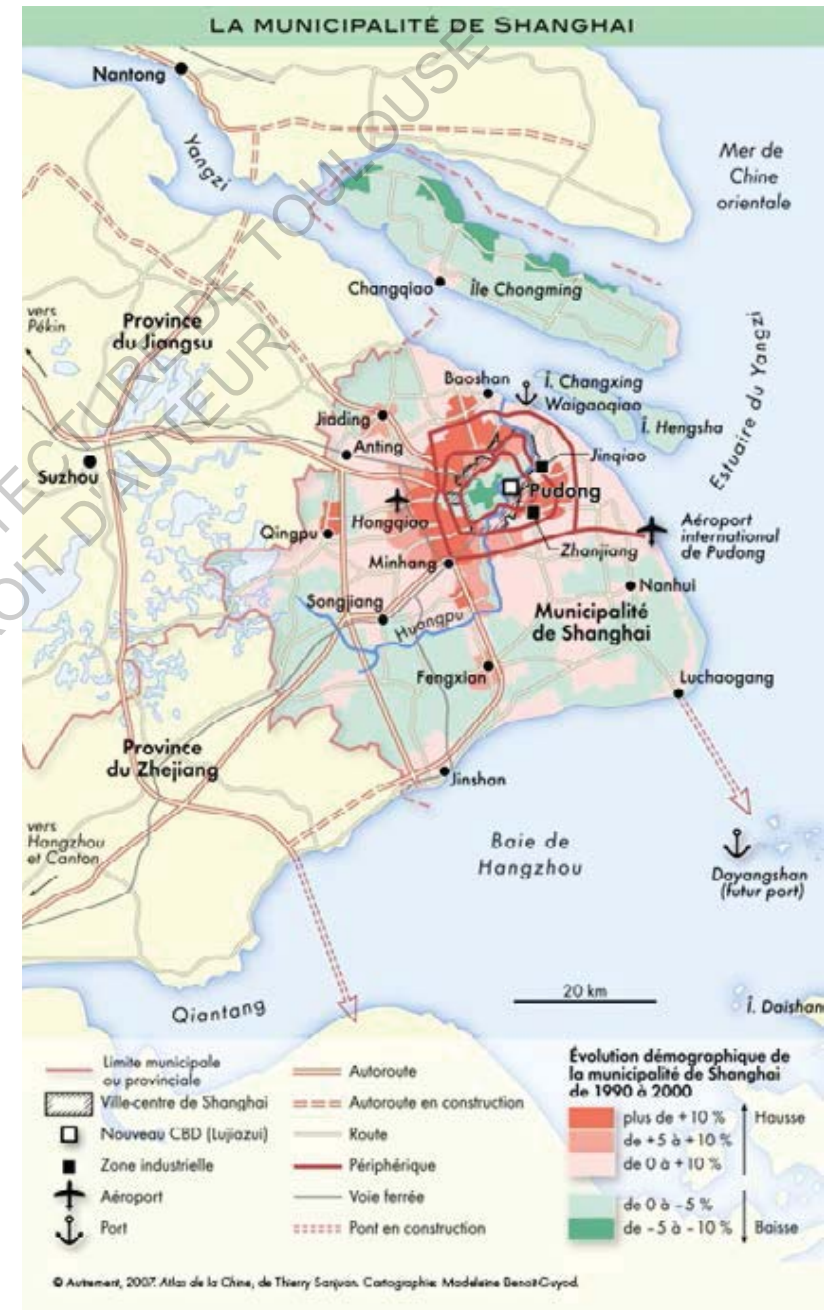 LA MUNICIPALITÉ DE SHANGHAI
Nantong
Yangzi
Mer de
Chine
orientale
Changqiao
Île Chongming
vers
Pékin
Province
du Jiangsu
Estuaire du Yangzi
Baoshan
Î. Changxing
Waigaoqiao
Î. Hengsha
Jiading
Anting
Jinqiao
Suzhou
Pudong
Qingpu
Hongqiao
Aéroport
international
de Pudong
Zhanjiang
Minhang
Nanhui
Songjiang
Huangpu
Municipalité
de Shanghai
Fengxian
Luchaogang
Province
du Zhejiang
Jinshan
vers
Hangzhou
et Canton
Baie de
Hangzhou
Dayangshan
(futur port)
Qiantang
20 km
Î. Daishan
Limite municipale
ou provinciale
Ville-centre de Shanghai
Nouveau CBD (Lujiazui)
Zone industrielle
Aéroport
Port
Autoroute
Autoroute en construction
Route
Périphérique
Voie ferrée
Pont en construction
Évolution démographique de
la municipalité de Shanghai
de 1990 à 2000
plus de +10 %
de +5 à +10 %
de 0 à +10 %
Hausse
de 0 à -5 %
de -5 à -10 %
Baisse
© Autrement, 2007. Atlas de la Chine, de Thierry Sanjuan. Cartographie: Madeleine Benoit-Guyod.
TECTURE DE TOULOUSE
ROIT D'AUTEUR